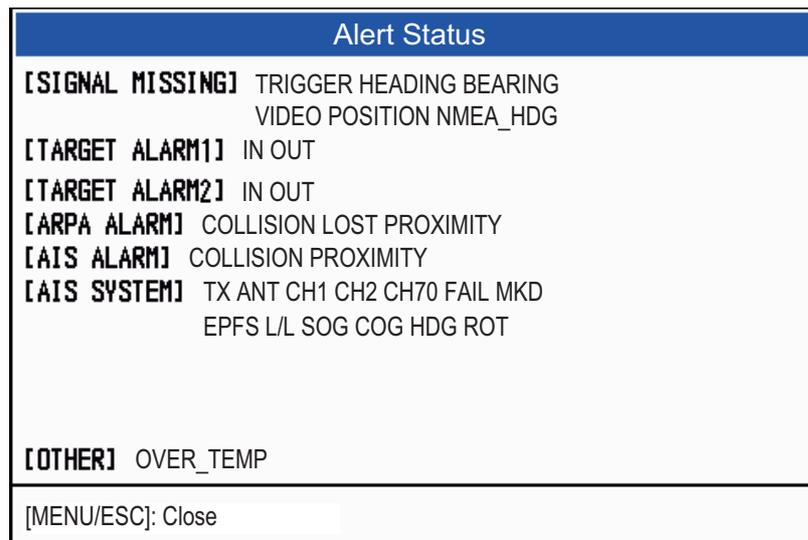 Alert Status
[SIGNAL MISSING] TRIGGER HEADING BEARING
VIDEO POSITION NMEA_HDG
[TARGET ALARM1] IN OUT
[TARGET ALARM2] IN OUT
[ARPA ALARM] COLLISION LOST PROXIMITY
[AIS ALARM] COLLISION PROXIMITY
[AIS SYSTEM] TX ANT CH1 CH2 CH70 FAIL MKD
EPFS L/L SOG COG HDG ROT
[OTHER] OVER_TEMP
[MENU/ESC]: Close